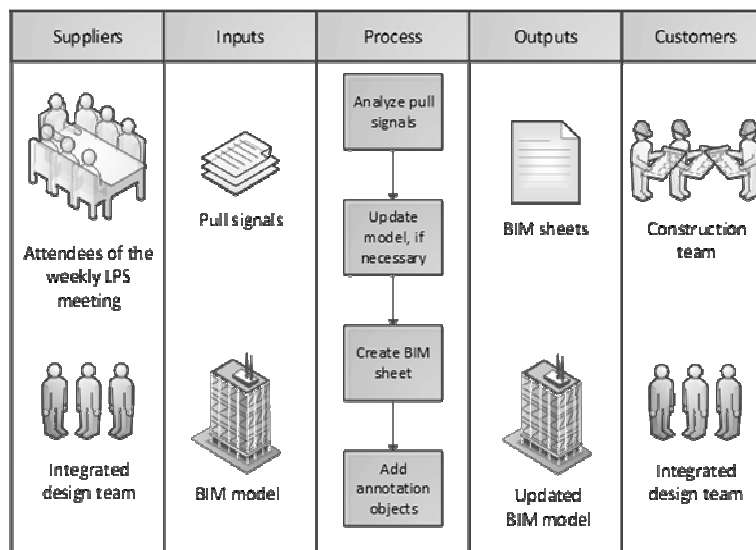 Suppliers
Inputs
Process
Outputs
Customers
Attendees of the
weekly LPS
meeting
Integrated
design team
Pull signals
BIM model
Analyze pull
signals
Update
model, if
necessary
Create BIM
sheet
Add
annotation
objects
BIM sheets
Updated
BIM model
Construction
team
Integrated
design team